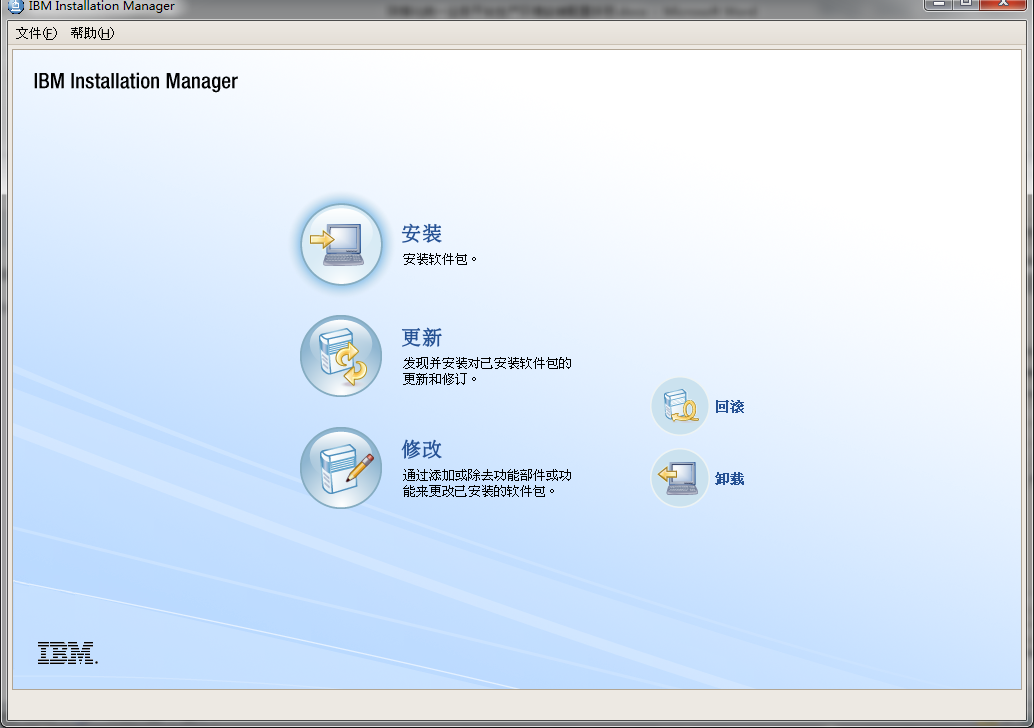 IBM Installation Manager
文件(F) 帮助(H)
IBM Installation Manager
安装
安装软件包。
更新
发现并安装对已安装软件包的
更新和修订。
回滚
修改
通过添加或除去功能部件或功
能来更改已安装的软件包。
卸载
IBM.